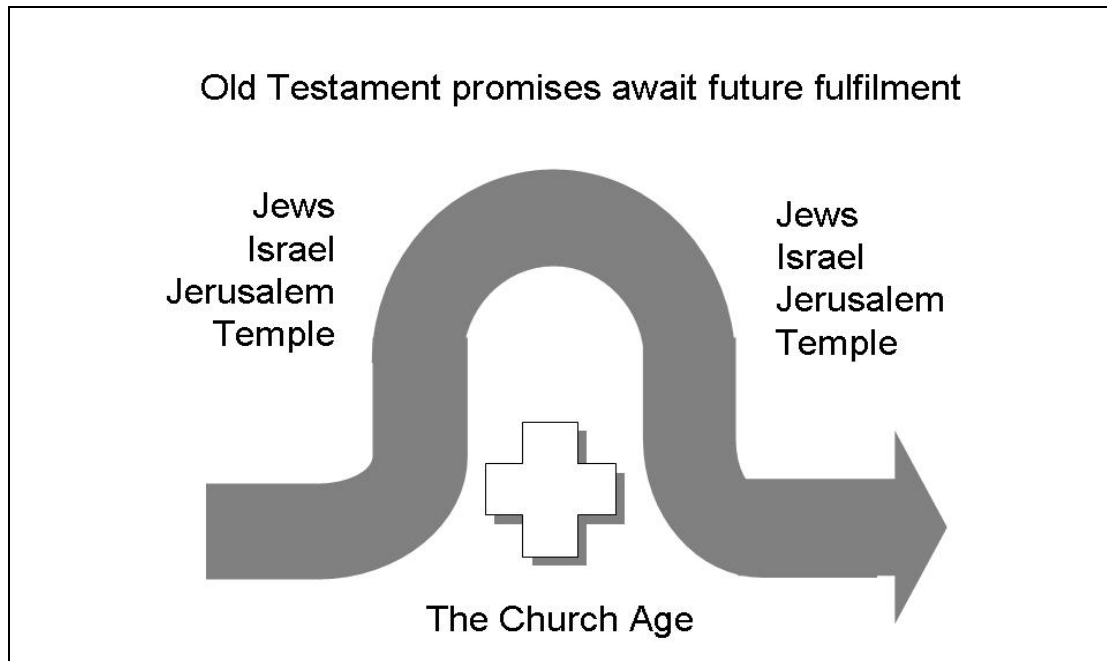 Old Testament promises await future fulfilment
Jews
Israel
Jerusalem
Temple
Jews
Israel
Jerusalem
Temple
The Church Age